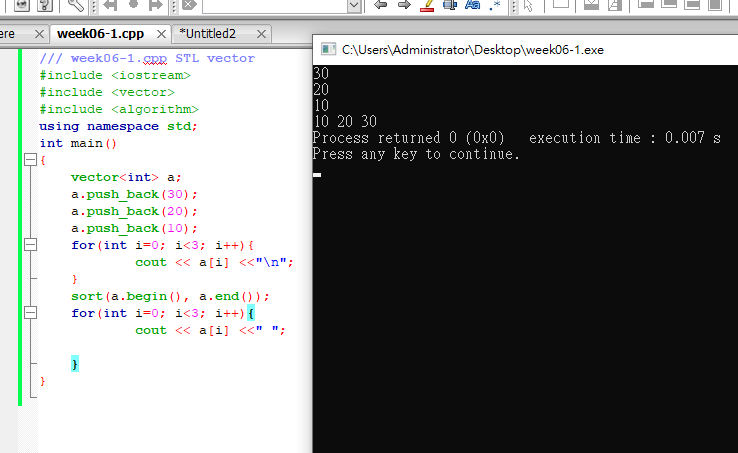 ere
week06-1.cpp
*Untitled2
/// week06-1.cpp STL vector
#include <iostream>
#include <vector>
#include <algorithm>
using namespace std;
int main()
{
vector<int> a;
a.push_back(30);
a.push_back(20);
a.push_back(10);
for(int i=0; i<3; i++){
cout << a[i] <<"\n";
}
sort(a.begin(), a.end());
for(int i=0; i<3; i++){
cout << a[i] <<" ";
}
}
Aa
.*
C:\Users\Administrator\Desktop\week06-1.exe
30
20
10
10 20 30
Process returned 0 (0x0)   execution time : 0.007 s
Press any key to continue.